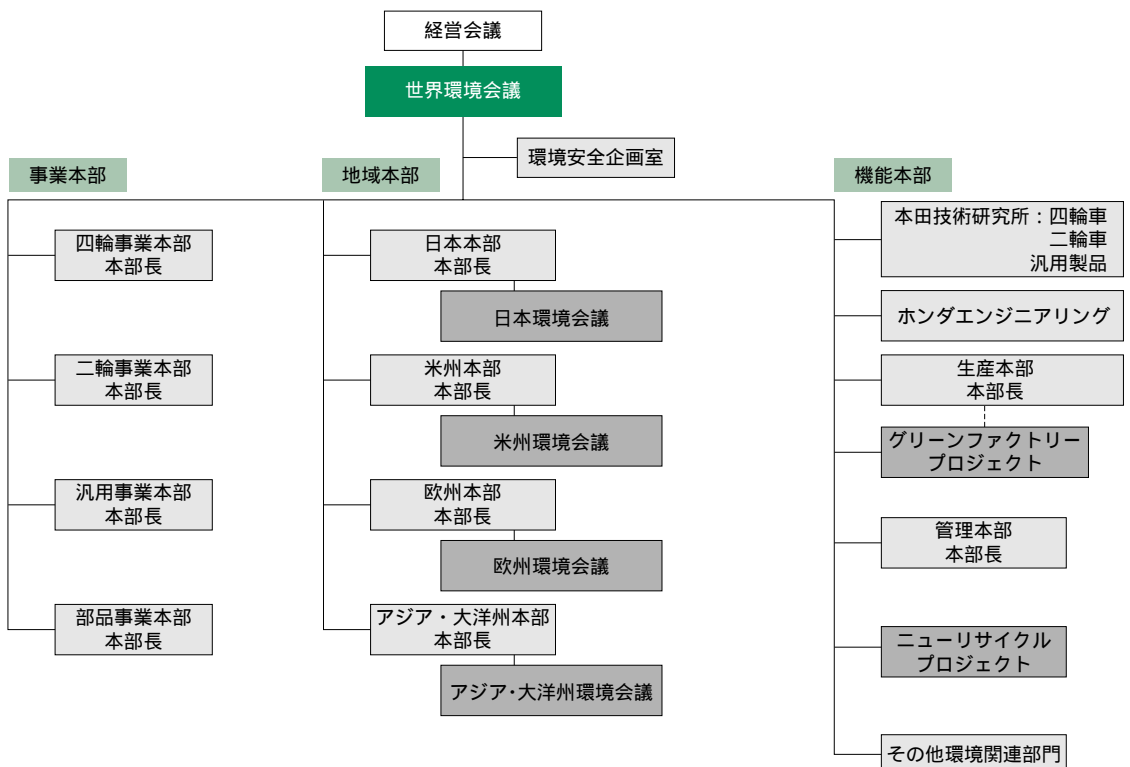 経営会議
世界環境会議
環境安全企画室
事業本部
四輪事業本部
本部長
二輪事業本部
本部長
汎用事業本部
本部長
部品事業本部
本部長
地域本部
日本本部
本部長
日本環境会議
米州本部
本部長
米州環境会議
欧州本部
本部長
欧州環境会議
アジア・大洋州本部
本部長
アジア・大洋州環境会議
機能本部
本田技術研究所：四輪車
二輪車
汎用製品
ホンダエンジニアリング
生産本部
本部長
グリーンファクトリー
プロジェクト
管理本部
本部長
ニューリサイクル
プロジェクト
その他環境関連部門